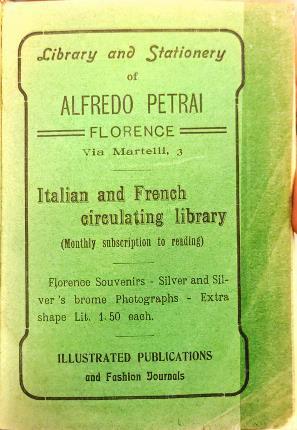 Library and Stationery
of
ALFREDO PETRAI
FLORENCE
Via Martelli, 3
Italian and French
circulating library
(Monthly subscription to reading)
Florence Souvenirs - Silver and Sil-
ver's brome Photographs - Extra
shape Lit. 1.50 each.
ILLUSTRATED PUBLICATIONS
and Fashion Journals